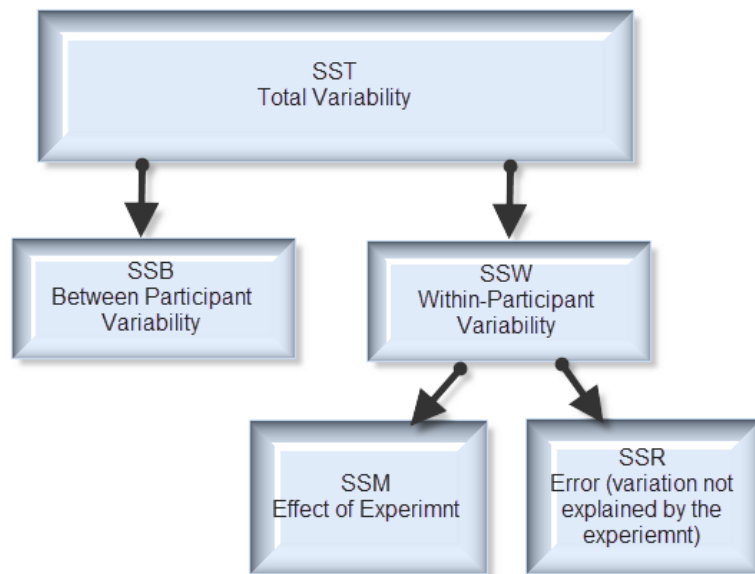 SST
Total Variability
SSB
Between Participant
Variability
SSW
Within-Participant
Variability
SSM
Effect of Experimnt
SSR
Error (variation not
explained by the
experiemnt)